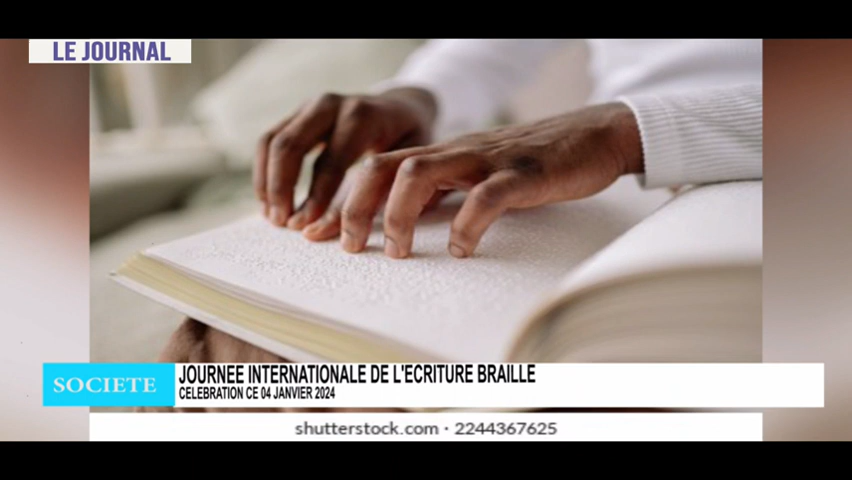 LE JOURNAL
SOCIETE
JOURNEE INTERNATIONALE DE L'ECRITURE BRAILLE
CELEBRATION CE 04 JANVIER 2024
shutterstock.com · 2244367625